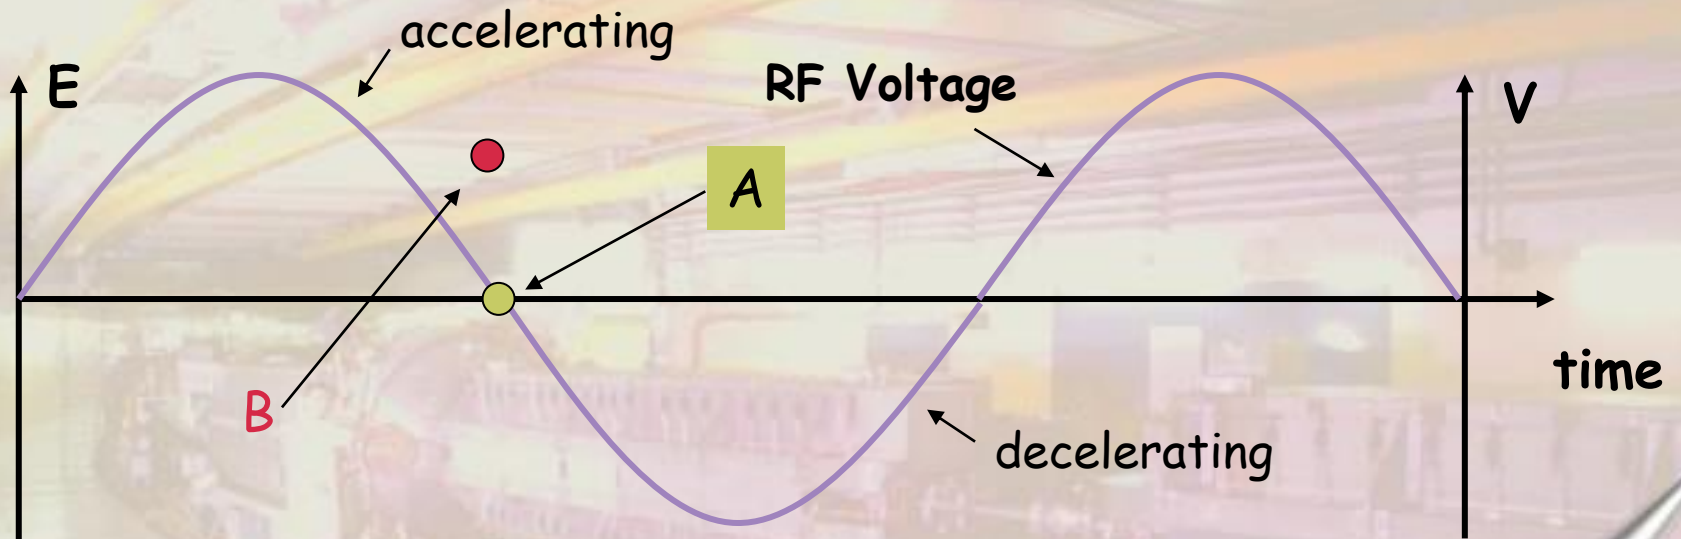 accelerating
E
RF Voltage
V
A
time
B
decelerating